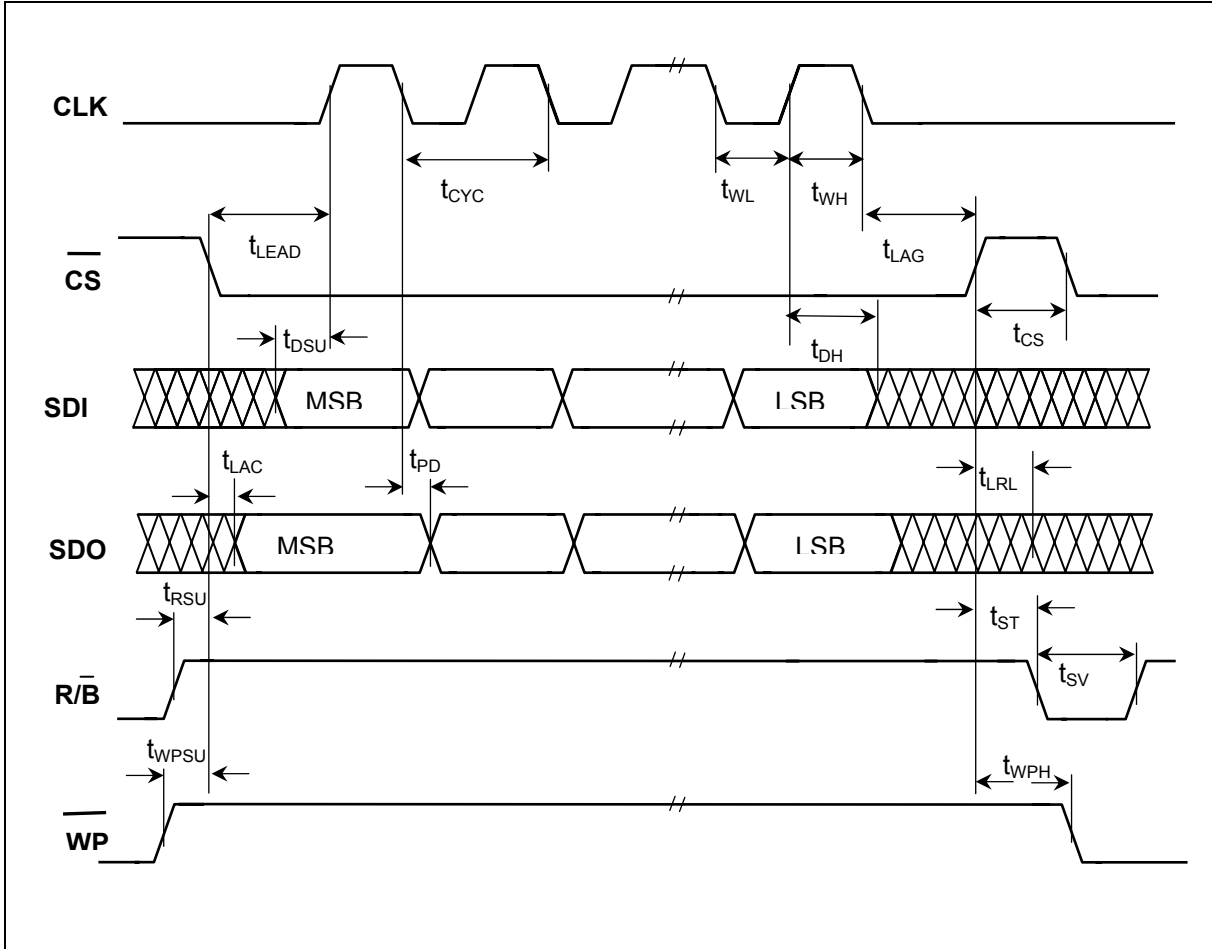 CLK
tCYC
tWL
tWH
tLEAD
tLAG
CS
tDSU
tDH
tCS
SDI
MSB
LSB
tLAC
tPD
tLRL
SDO
MSB
LSB
tRSU
tST
R/B
tSV
tWPSU
tWPH
WP